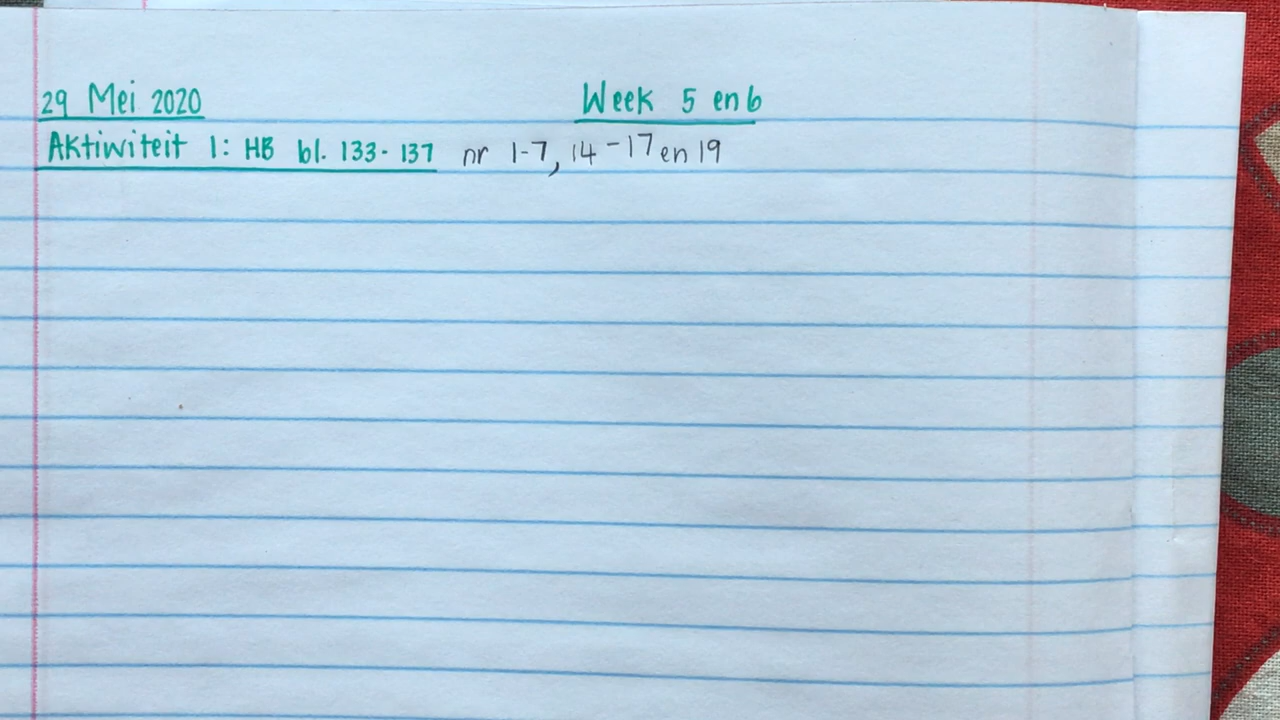 29 Mei 2020 Week 5 en 6
Aktiwiteit 1: HB bl. 133-137 nr 1-7, 14-17 en 19